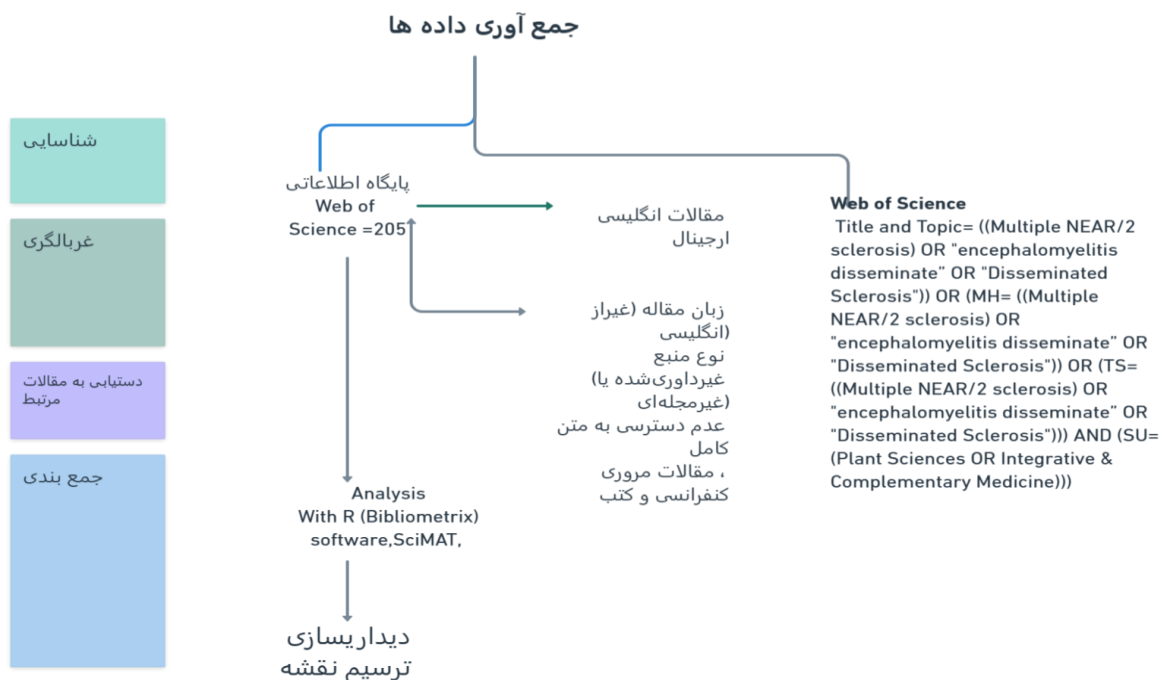 جمع آوری داده ها
شناسایی
غربالگری
دستیابی به مقالات
مرتبط
جمع بندی
پایگاه اطلاعاتی
Web of
Science =205
مقالات انگلیسی
ارجینال
زبان مقاله (غیراز
(انگلیسی
نوع منبع
غیرداوری‌شده یا)
(غیرمجله‌ای
عدم دسترسی به متن
کامل
، مقالات مروری
کنفرانسی و کتب
Analysis
With R (Bibliometrix)
software,SciMAT,
دیداریسازی
ترسیم نقشه
Web of Science
Title and Topic= ((Multiple NEAR/2
sclerosis) OR "encephalomyelitis
disseminate" OR "Disseminated
Sclerosis")) OR (MH= ((Multiple
NEAR/2 sclerosis) OR
"encephalomyelitis disseminate" OR
"Disseminated Sclerosis")) OR (TS=
((Multiple NEAR/2 sclerosis) OR
"encephalomyelitis disseminate" OR
"Disseminated Sclerosis"))) AND (SU=
(Plant Sciences OR Integrative &
Complementary Medicine)))